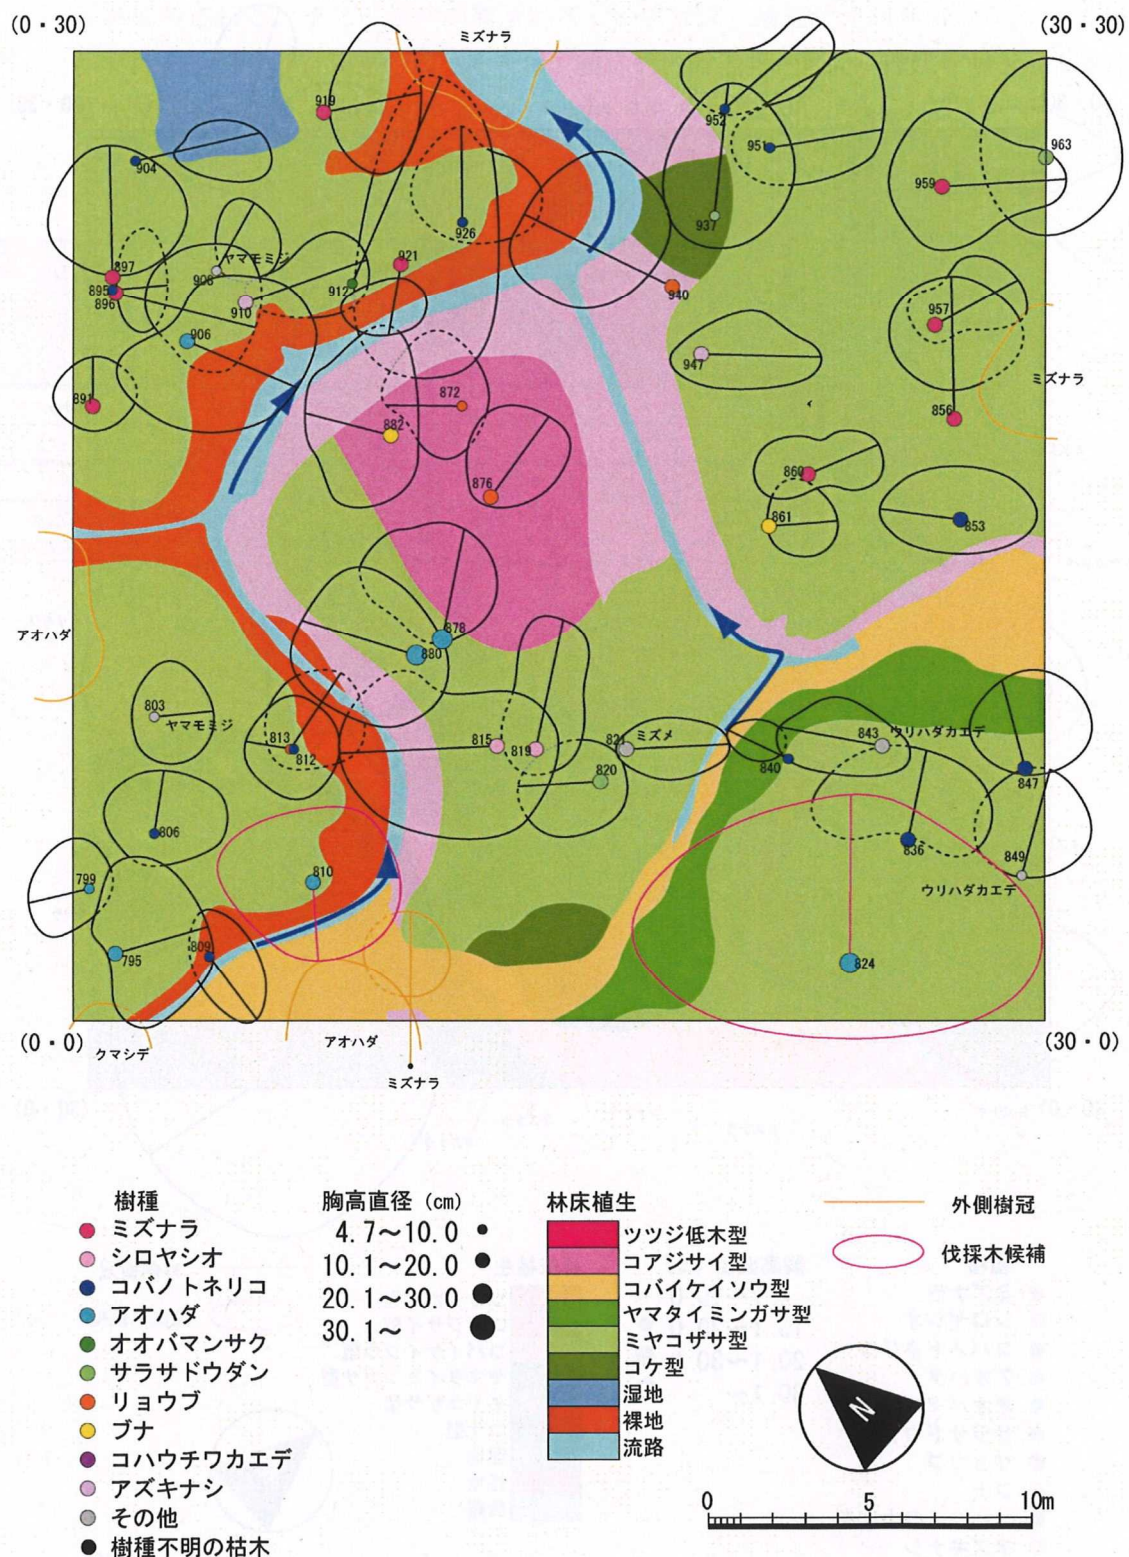 (0・30)
ミズナラ
(30・30)
919
952
951
963
904
959
937
926
897
895
896
908
ヤマモミジ
921
912
910
940
957
906
947
ミズナラ
891
872
882
856
876
860
861
853
アオハダ
878
880
803
ヤマモミジ
813
812
815
819
821
ミズメ
820
843
ウリハダカエデ
840
847
806
836
849
ウリハダカエデ
799
810
795
809
824
(0・0)
クマシデ
アオハダ
ミズナラ
(30・0)
樹種
ミズナラ
シロヤシオ
コバノトネリコ
アオハダ
オオバマンサク
サラサドウダン
リョウブ
ブナ
コハウチワカエデ
アズキナシ
その他
樹種不明の枯木
胸高直径 (cm)
4.7〜10.0
10.1〜20.0
20.1〜30.0
30.1〜
林床植生
ツツジ低木型
コアジサイ型
コバイケイソウ型
ヤマタイミンガサ型
ミヤコザサ型
コケ型
湿地
裸地
流路
外側樹冠
伐採木候補
N
0 5 10m